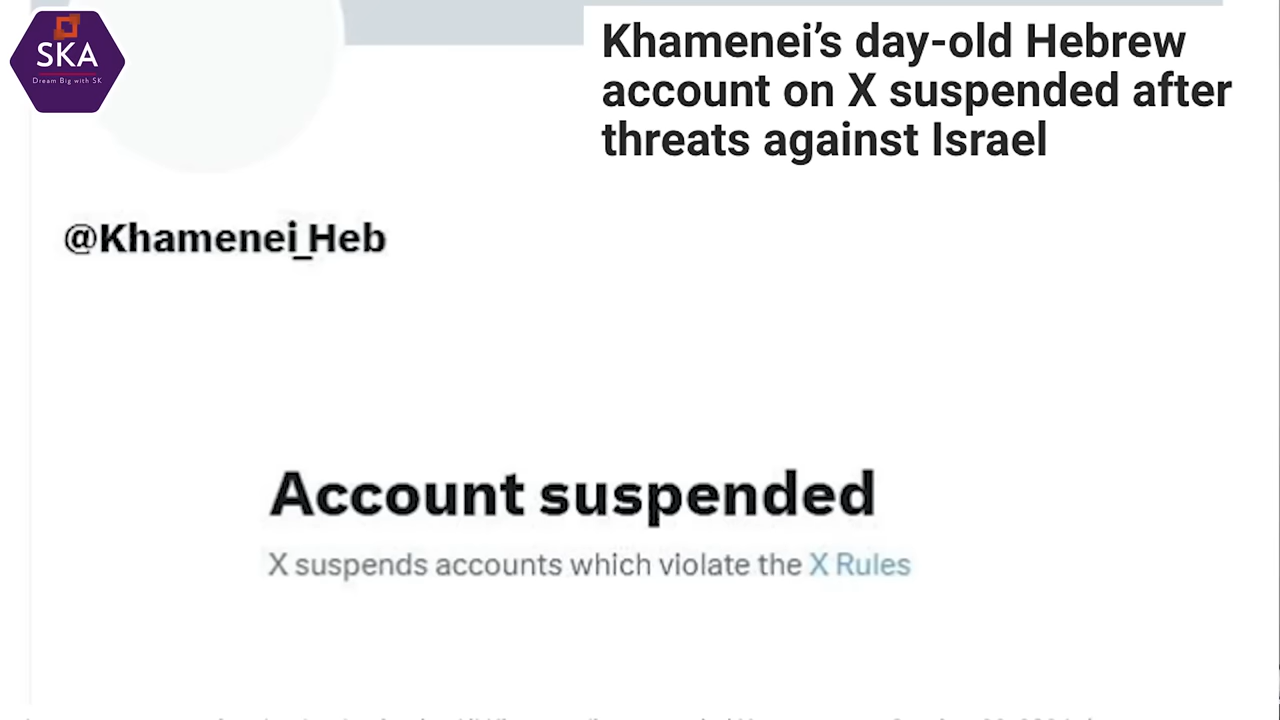 SKA
Dream Big with SK
Khamenei’s day-old Hebrew
account on X suspended after
threats against Israel
@Khamenei_Heb
Account suspended
X suspends accounts which violate the X Rules